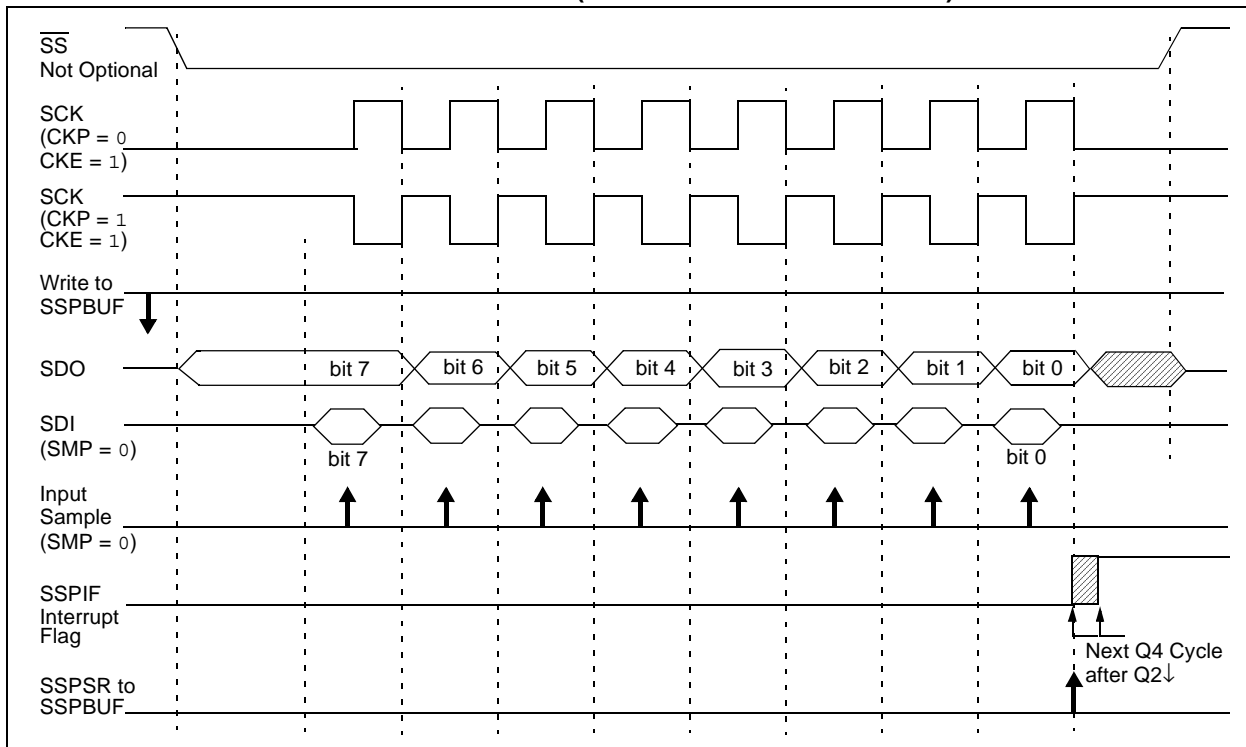 SS
Not Optional
SCK
(CKP = 0
CKE = 1)
SCK
(CKP = 1
CKE = 1)
Write to
SSPBUF
SDO
bit 7
bit 6
bit 5
bit 4
bit 3
bit 2
bit 1
bit 0
SDI
(SMP = 0)
bit 7
bit 0
Input
Sample
(SMP = 0)
SSPIF
Interrupt
Flag
Next Q4 Cycle
after Q2↓
SSPSR to
SSPBUF